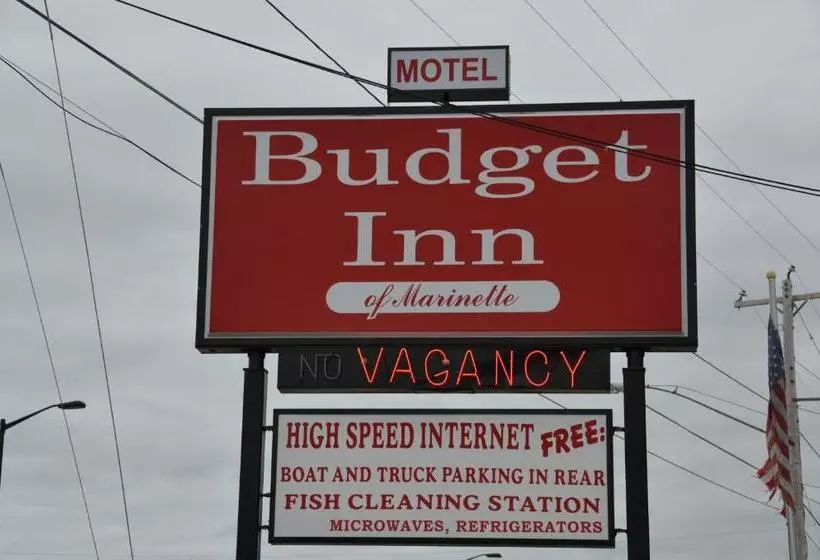 MOTEL
Budget
Inn
of Marinette
NO VAGANCY
HIGH SPEED INTERNET FREE:
BOAT AND TRUCK PARKING IN REAR
FISH CLEANING STATION
MICROWAVES, REFRIGERATORS